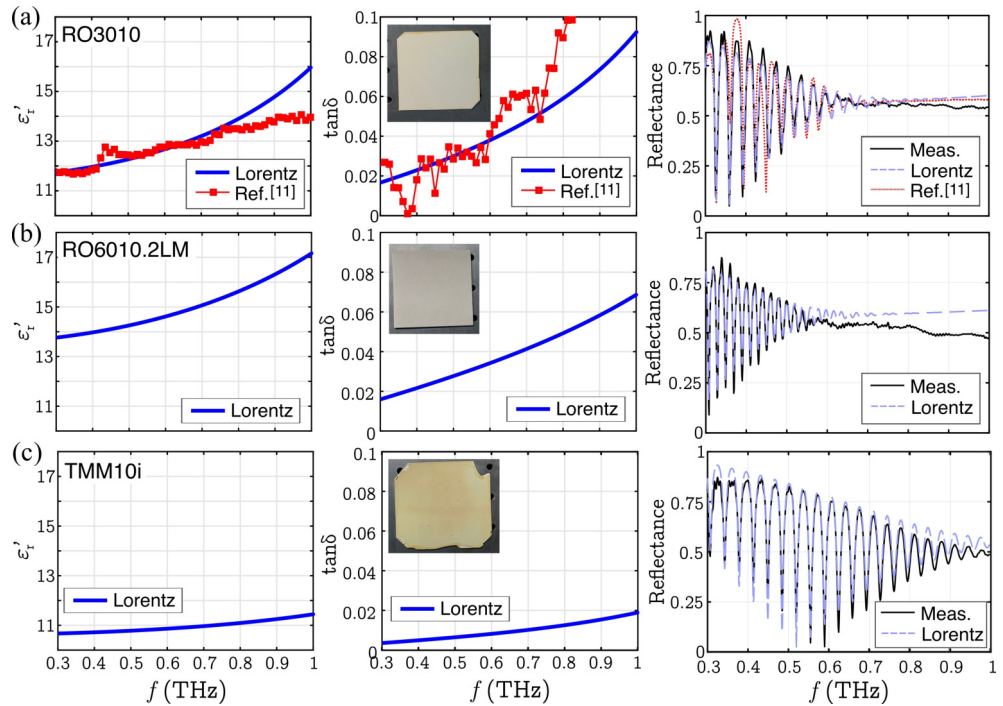 (a)
RO3010
17
15
13
11
εr′
Lorentz
Ref.[11]
0.1
0.08
0.06
0.04
0.02
0
tanδ
Lorentz
Ref.[11]
1
0.75
0.5
0.25
0
Reflectance
Meas.
Lorentz
Ref.[11]
(b)
RO6010.2LM
17
15
13
11
εr′
Lorentz
0.1
0.08
0.06
0.04
0.02
0
tanδ
Lorentz
1
0.75
0.5
0.25
0
Reflectance
Meas.
Lorentz
(c)
TMM10i
17
15
13
11
εr′
Lorentz
0.3 0.4 0.5 0.6 0.7 0.8 0.9 1
f (THz)
0.1
0.08
0.06
0.04
0.02
0
tanδ
Lorentz
0.3 0.4 0.5 0.6 0.7 0.8 0.9 1
f (THz)
1
0.75
0.5
0.25
0
Reflectance
Meas.
Lorentz
0.3 0.4 0.5 0.6 0.7 0.8 0.9 1
f (THz)